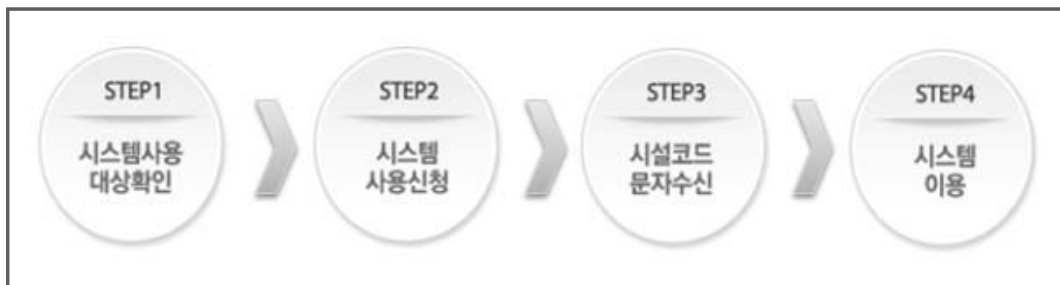 STEP1
시스템사용
대상확인
STEP2
시스템
사용신청
STEP3
시설코드
문자수신
STEP4
시스템
이용